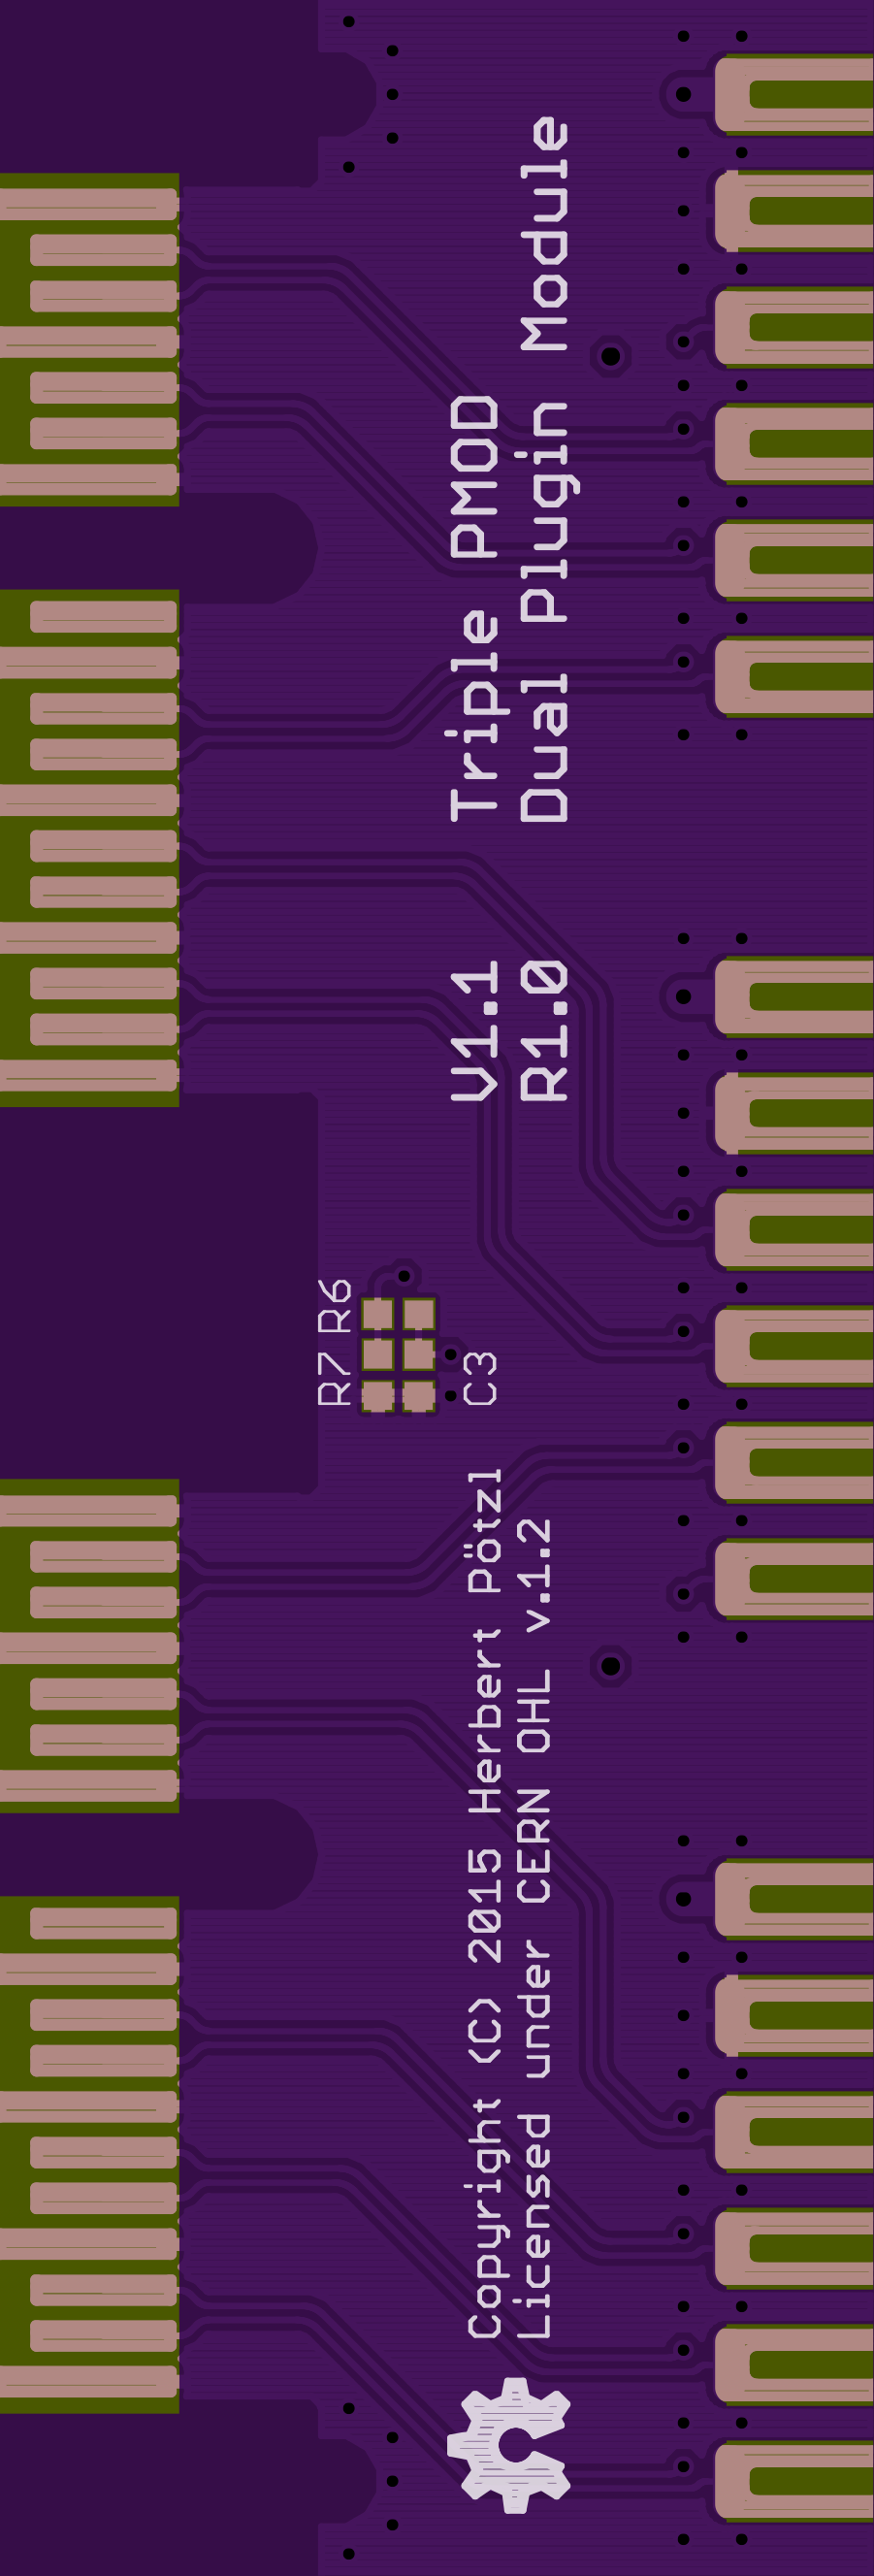 Triple PMOD
Dual Plugin Module
V1.1
R1.0
R7 R6
C3
Copyright (C) 2015 Herbert Pötzl
Licensed under CERN OHL v.1.2